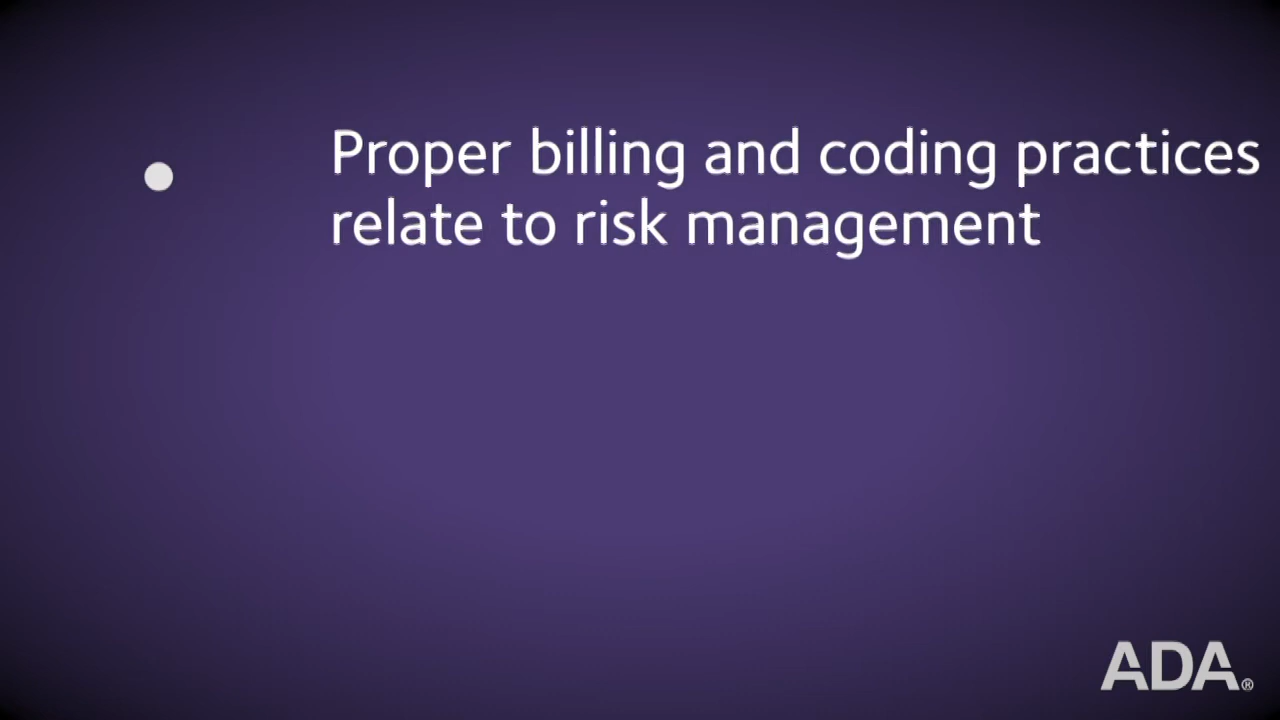 Proper billing and coding practices
relate to risk management
ADA®